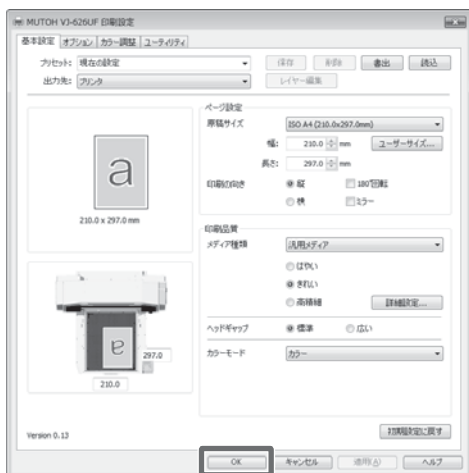 MUTOH VJ-626UF 印刷設定
基本設定 オプション カラー調整 ユーティリティ
プリセット: 現在の設定 保存 削除 書出 読込
出力先: プリンタ レイヤー編集
ページ設定
原稿サイズ ISO A4 (210.0x297.0mm)
幅: 210.0 mm ユーザーサイズ...
長さ: 297.0 mm
印刷の向き 縦 180°回転
横 ミラー
a
210.0 x 297.0 mm
印刷品質
メディア種類 汎用メディア
はやい
きれい
高精細 詳細設定...
ヘッドギャップ 標準 広い
カラーモード カラー
a
297.0
210.0
Version 0.13 初期設定に戻す
OK キャンセル 適用(A) ヘルプ